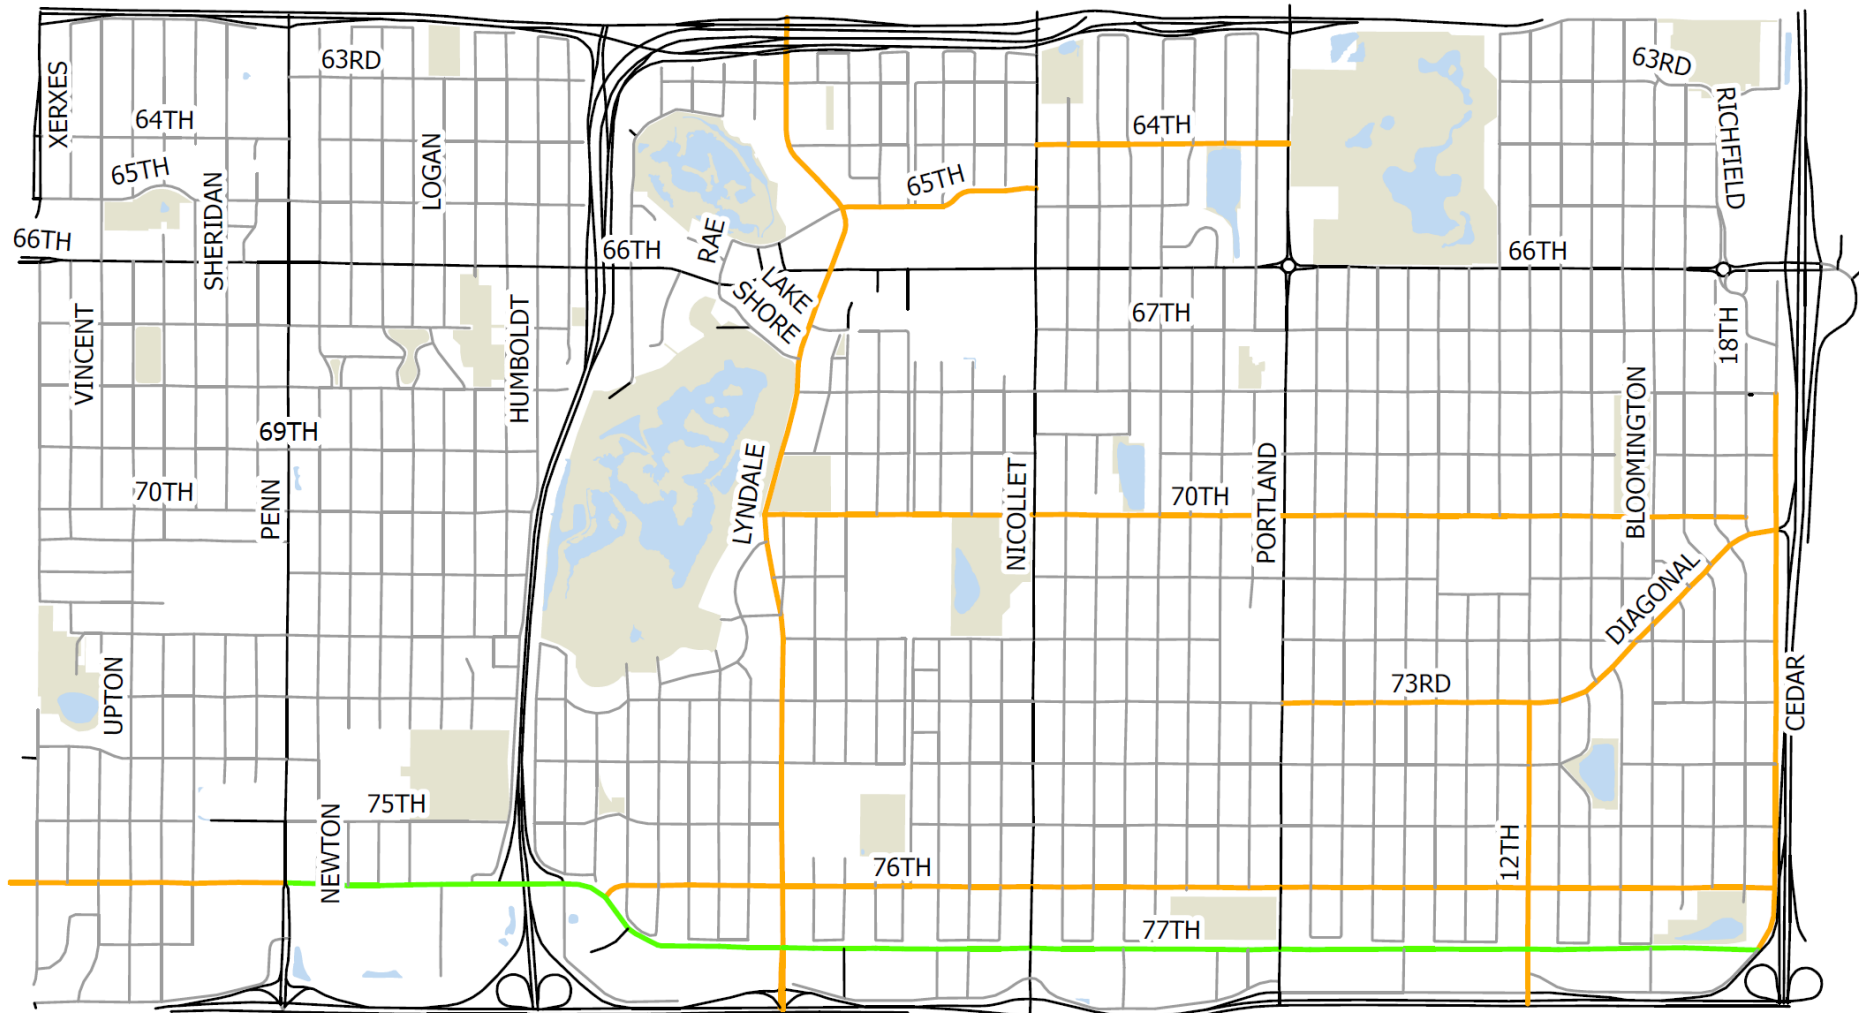 63RD
63RD
XERXES
RICHFIELD
64TH
64TH
LOGAN
65TH
65TH
SHERIDAN
66TH
RAE
66TH
66TH
LAKE
SHORE
67TH
VINCENT
HUMBOLDT
18TH
BLOOMINGTON
69TH
LYNDALE
PENN
70TH
NICOLLET
70TH
PORTLAND
DIAGONAL
UPTON
73RD
CEDAR
75TH
NEWTON
76TH
12TH
77TH